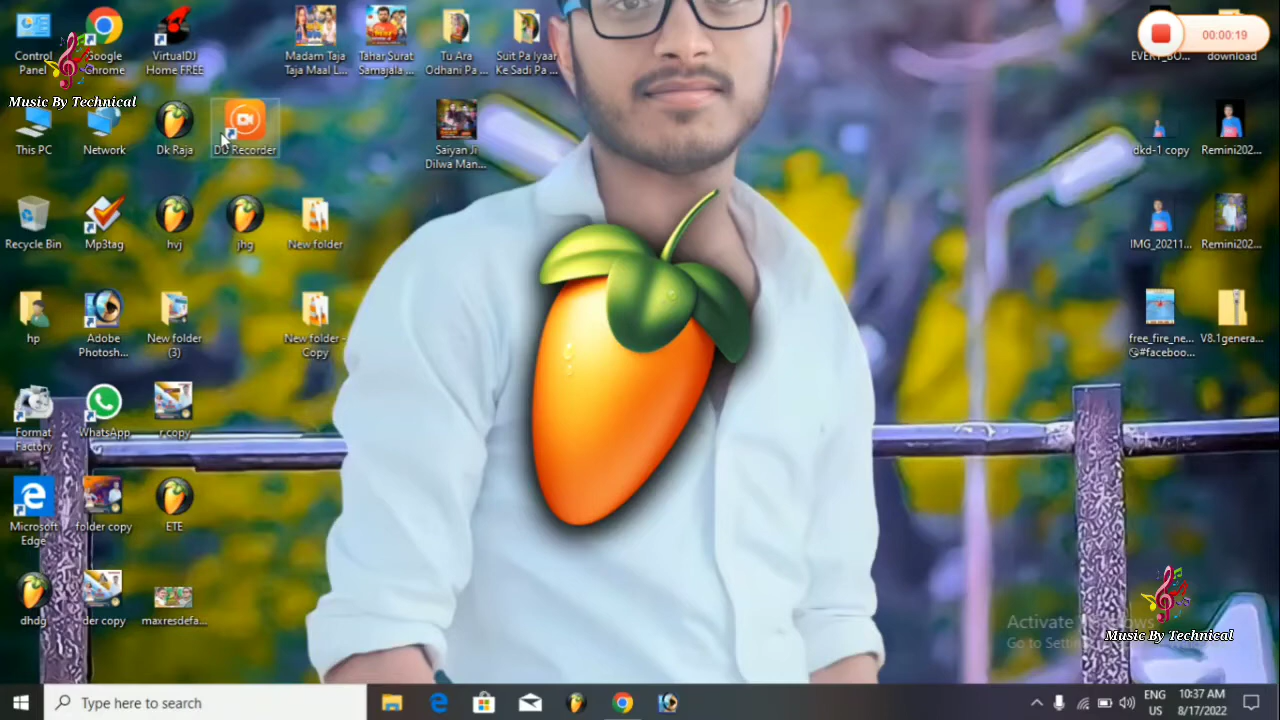 Control
Panel
Google
Chrome
VirtualDJ
Home FREE
Madam Taja
Taja Maal L...
Tahar Surat
Samajala ...
Tu Ara
Odhani Pa ...
Suit Pa Iyaar
Ke Sadi Pa ...
00:00:19
download
Music By Technical
This PC
Network
Dk Raja
DU Recorder
Saiyan Ji
Dilwa Man...
dkd-1 copy
Remini202...
Recycle Bin
Mp3tag
hvj
jhg
New folder
IMG_20211...
Remini202...
hp
Adobe
Photosh...
New folder
(3)
New folder -
Copy
free_fire_ne...
😘#faceboo...
V8.1genera...
Format
Factory
WhatsApp
r copy
Microsoft
Edge
folder copy
ETE
dhdg
der copy
maxresdefa...
Activate Windows
Go to Settin
Music By Technical
Type here to search
ENG
US
10:37 AM
8/17/2022